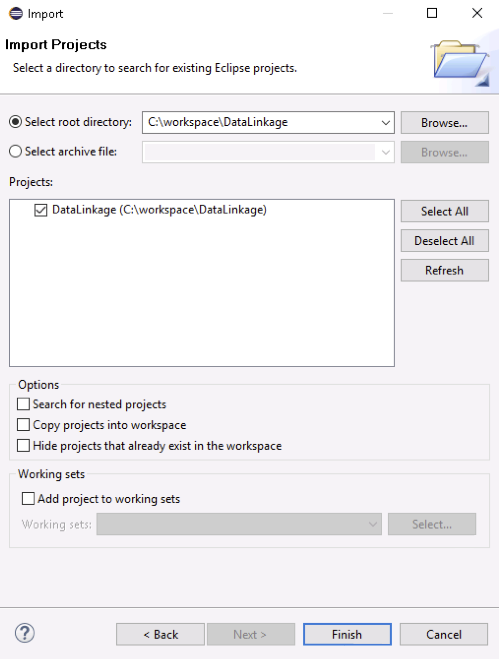 Import
Import Projects
Select a directory to search for existing Eclipse projects.
Select root directory: C:\workspace\DataLinkage Browse...
Select archive file: Browse...
Projects:
DataLinkage (C:\workspace\DataLinkage)
Select All
Deselect All
Refresh
Options
Search for nested projects
Copy projects into workspace
Hide projects that already exist in the workspace
Working sets
Add project to working sets
Working sets: Select...
? < Back Next > Finish Cancel